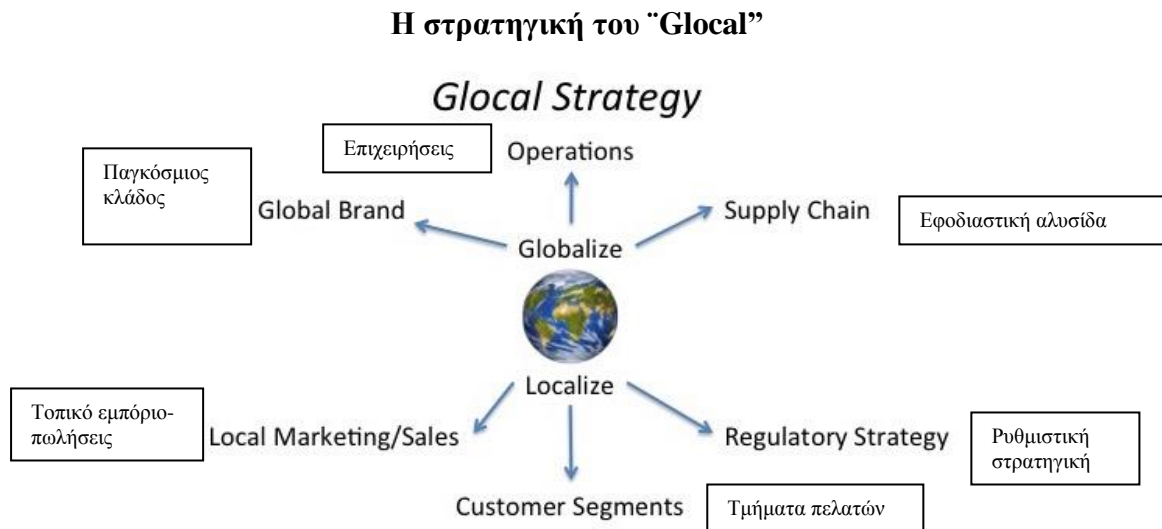 Η στρατηγική του ¨Glocal”
Glocal Strategy
Επιχειρήσεις
Operations
Παγκόσμιος
κλάδος
Global Brand
Supply Chain
Εφοδιαστική αλυσίδα
Globalize
Localize
Τοπικό εμπόριο-
πωλήσεις
Local Marketing/Sales
Regulatory Strategy
Ρυθμιστική
στρατηγική
Customer Segments
Τμήματα πελατών